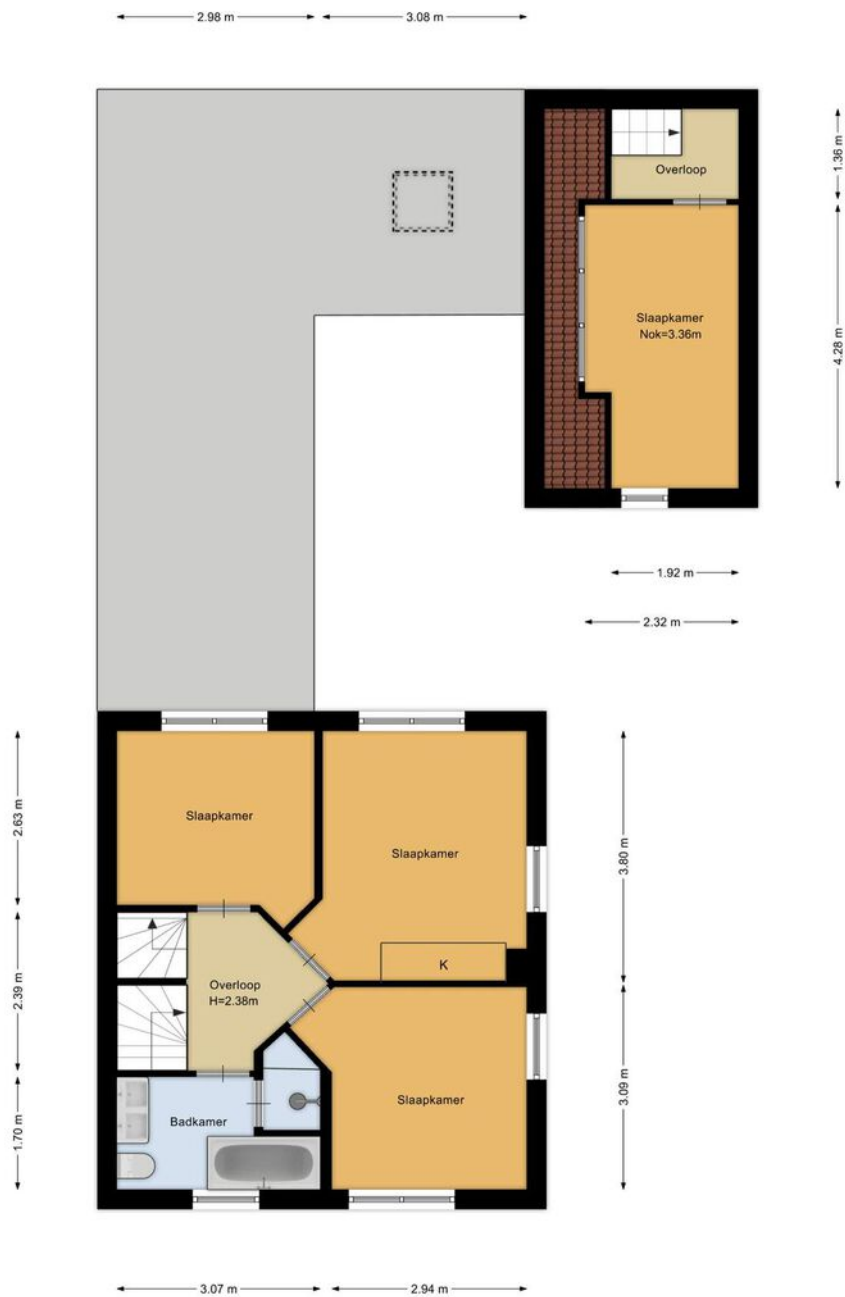 2.98 m
3.08 m
Overloop
1.36 m
Slaapkamer
Nok=3.36m
4.28 m
1.92 m
2.32 m
Slaapkamer
2.63 m
Slaapkamer
3.80 m
K
Overloop
H=2.38m
2.39 m
Slaapkamer
3.09 m
Badkamer
1.70 m
3.07 m
2.94 m